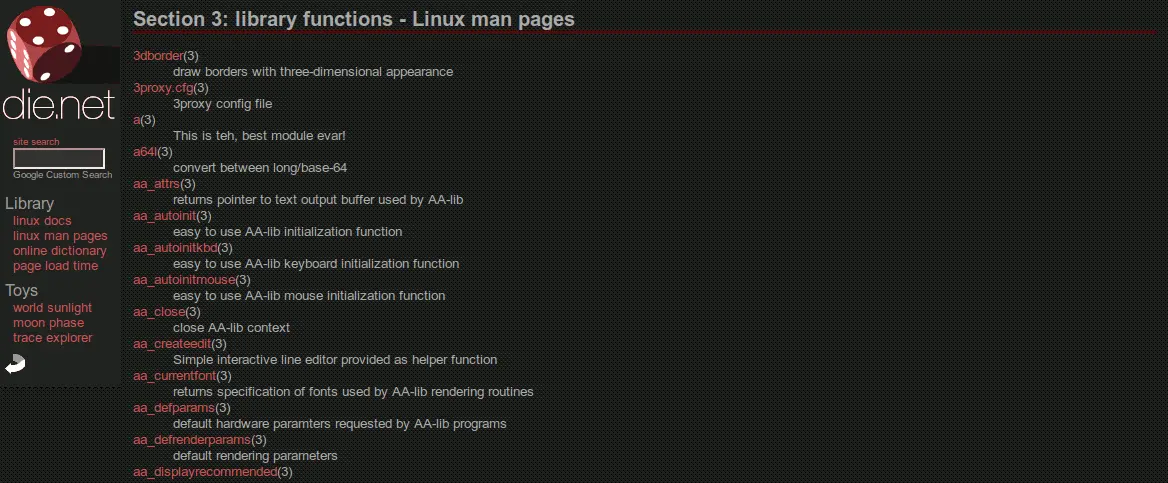 die.net
site search
Google Custom Search
Library
linux docs
linux man pages
online dictionary
page load time
Toys
world sunlight
moon phase
trace explorer
Section 3: library functions - Linux man pages
3dborder(3)
draw borders with three-dimensional appearance
3proxy.cfg(3)
3proxy config file
a(3)
This is teh, best module evar!
a64l(3)
convert between long/base-64
aa_attrs(3)
returns pointer to text output buffer used by AA-lib
aa_autoinit(3)
easy to use AA-lib initialization function
aa_autoinitkbd(3)
easy to use AA-lib keyboard initialization function
aa_autoinitmouse(3)
easy to use AA-lib mouse initialization function
aa_close(3)
close AA-lib context
aa_createedit(3)
Simple interactive line editor provided as helper function
aa_currentfont(3)
returns specification of fonts used by AA-lib rendering routines
aa_defparams(3)
default hardware paramters requested by AA-lib programs
aa_defrenderparams(3)
default rendering parameters
aa_displayrecommended(3)